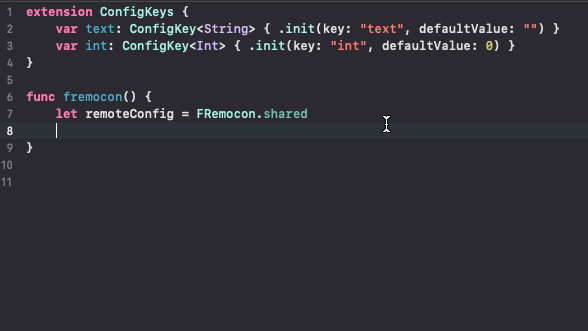 1 extension ConfigKeys {
2     var text: ConfigKey<String> { .init(key: "text", defaultValue: "") }
3     var int: ConfigKey<Int> { .init(key: "int", defaultValue: 0) }
4 }
5
6 func fremocon() {
7     let remoteConfig = FRemocon.shared
8
9 }
10
11